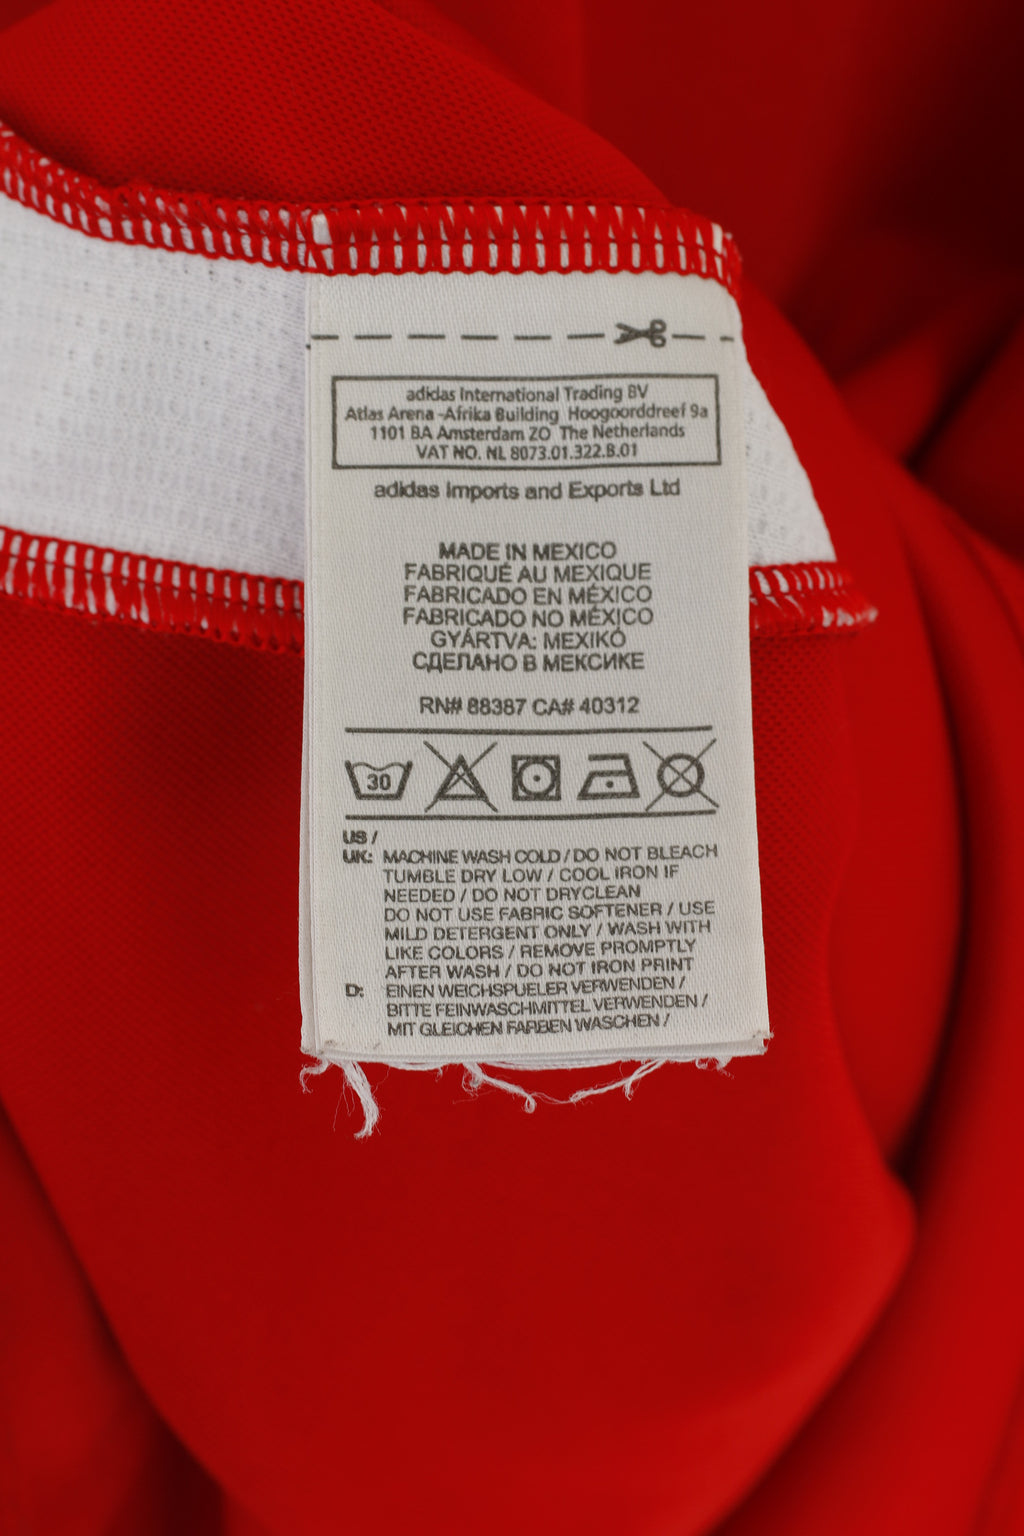 adidas International Trading BV
Atlas Arena -Afrika Building Hoogoorddreef 9a
1101 BA Amsterdam ZO The Netherlands
VAT NO. NL 8073.01.322.B.01
adidas Imports and Exports Ltd
MADE IN MEXICO
FABRIQUÉ AU MEXIQUE
FABRICADO EN MÉXICO
FABRICADO NO MÉXICO
GYÁRTVA: MEXIKÓ
СДЕЛАНО В МЕКСИКЕ
RN# 88387 CA# 40312
30
US /
UK: MACHINE WASH COLD / DO NOT BLEACH
TUMBLE DRY LOW / COOL IRON IF
NEEDED / DO NOT DRYCLEAN
DO NOT USE FABRIC SOFTENER / USE
MILD DETERGENT ONLY / WASH WITH
LIKE COLORS / REMOVE PROMPTLY
AFTER WASH / DO NOT IRON PRINT
D: EINEN WEICHSPUELER VERWENDEN /
BITTE FEINWASCHMITTEL VERWENDEN /
MIT GLEICHEN FARBEN WASCHEN /